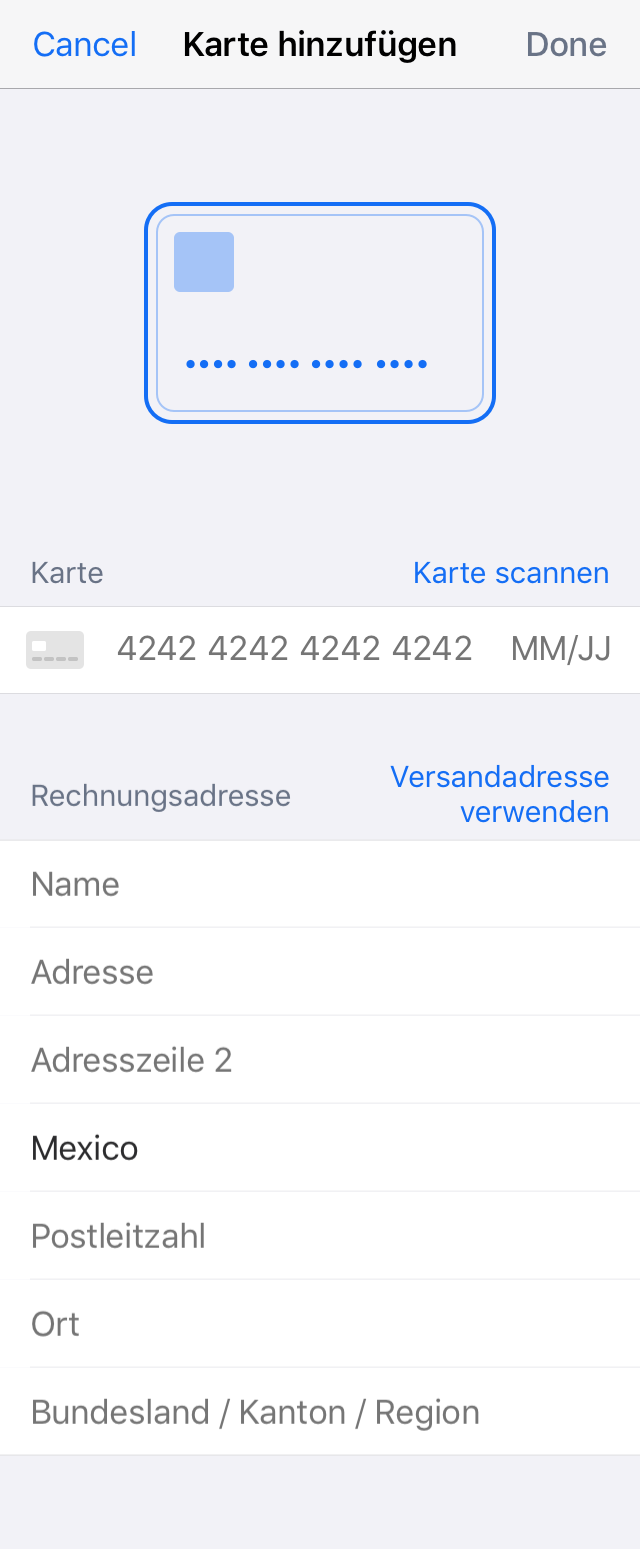 Cancel Karte hinzufügen Done
•••• •••• •••• ••••
Karte Karte scannen
4242 4242 4242 4242 MM/JJ
Rechnungsadresse Versandadresse
verwenden
Name
Adresse
Adresszeile 2
Mexico
Postleitzahl
Ort
Bundesland / Kanton / Region